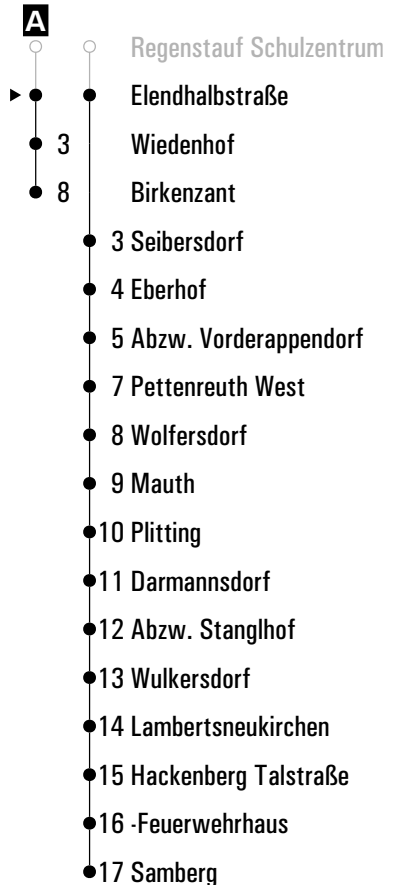 A
Regenstauf Schulzentrum
Elendhalbstraße
3 Wiedenhof
8 Birkenzant
3 Seibersdorf
4 Eberhof
5 Abzw. Vorderappendorf
7 Pettenreuth West
8 Wolfersdorf
9 Mauth
10 Plitting
11 Darmannsdorf
12 Abzw. Stanglhof
13 Wulkersdorf
14 Lambertsneukirchen
15 Hackenberg Talstraße
16 -Feuerwehrhaus
17 Samberg